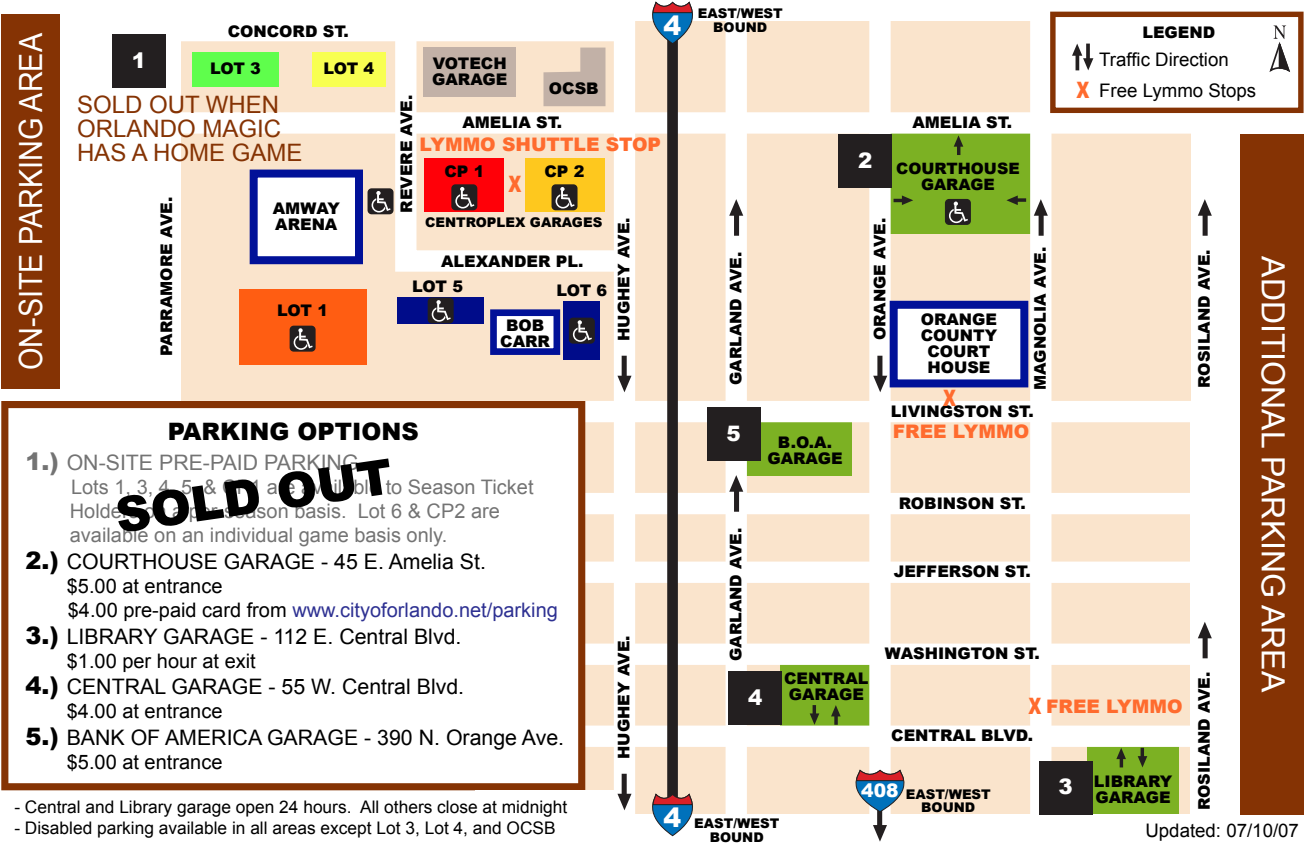 ON-SITE PARKING AREA
1
CONCORD ST.
LOT 3
LOT 4
SOLD OUT WHEN
ORLANDO MAGIC
HAS A HOME GAME
VOTECH
GARAGE
OCSB
REVERE AVE.
AMELIA ST.
LYMMO SHUTTLE STOP
CP 1
X
CP 2
CENTROPLEX GARAGES
AMWAY
ARENA
PARRAMORE AVE.
ALEXANDER PL.
LOT 1
LOT 5
LOT 6
BOB
CARR
HUGHEY AVE.
4
EAST/WEST
BOUND
LEGEND
N
Traffic Direction
X Free Lymmo Stops
AMELIA ST.
2
COURTHOUSE
GARAGE
GARLAND AVE.
ORANGE AVE.
MAGNOLIA AVE.
ROSILAND AVE.
ORANGE
COUNTY
COURT
HOUSE
X
LIVINGSTON ST.
FREE LYMMO
5
B.O.A.
GARAGE
ROBINSON ST.
JEFFERSON ST.
GARLAND AVE.
WASHINGTON ST.
4
CENTRAL
GARAGE
X FREE LYMMO
CENTRAL BLVD.
HUGHEY AVE.
ROSILAND AVE.
3
LIBRARY
GARAGE
408
EAST/WEST
BOUND
4
EAST/WEST
BOUND
ADDITIONAL PARKING AREA
PARKING OPTIONS
1.) ON-SITE PRE-PAID PARKING
Lots 1, 3, 4, 5, & CP1 are available to Season Ticket
Holders on a per season basis. Lot 6 & CP2 are
available on an individual game basis only.
SOLD OUT
2.) COURTHOUSE GARAGE - 45 E. Amelia St.
$5.00 at entrance
$4.00 pre-paid card from www.cityoforlando.net/parking
3.) LIBRARY GARAGE - 112 E. Central Blvd.
$1.00 per hour at exit
4.) CENTRAL GARAGE - 55 W. Central Blvd.
$4.00 at entrance
5.) BANK OF AMERICA GARAGE - 390 N. Orange Ave.
$5.00 at entrance
- Central and Library garage open 24 hours. All others close at midnight
- Disabled parking available in all areas except Lot 3, Lot 4, and OCSB
Updated: 07/10/07